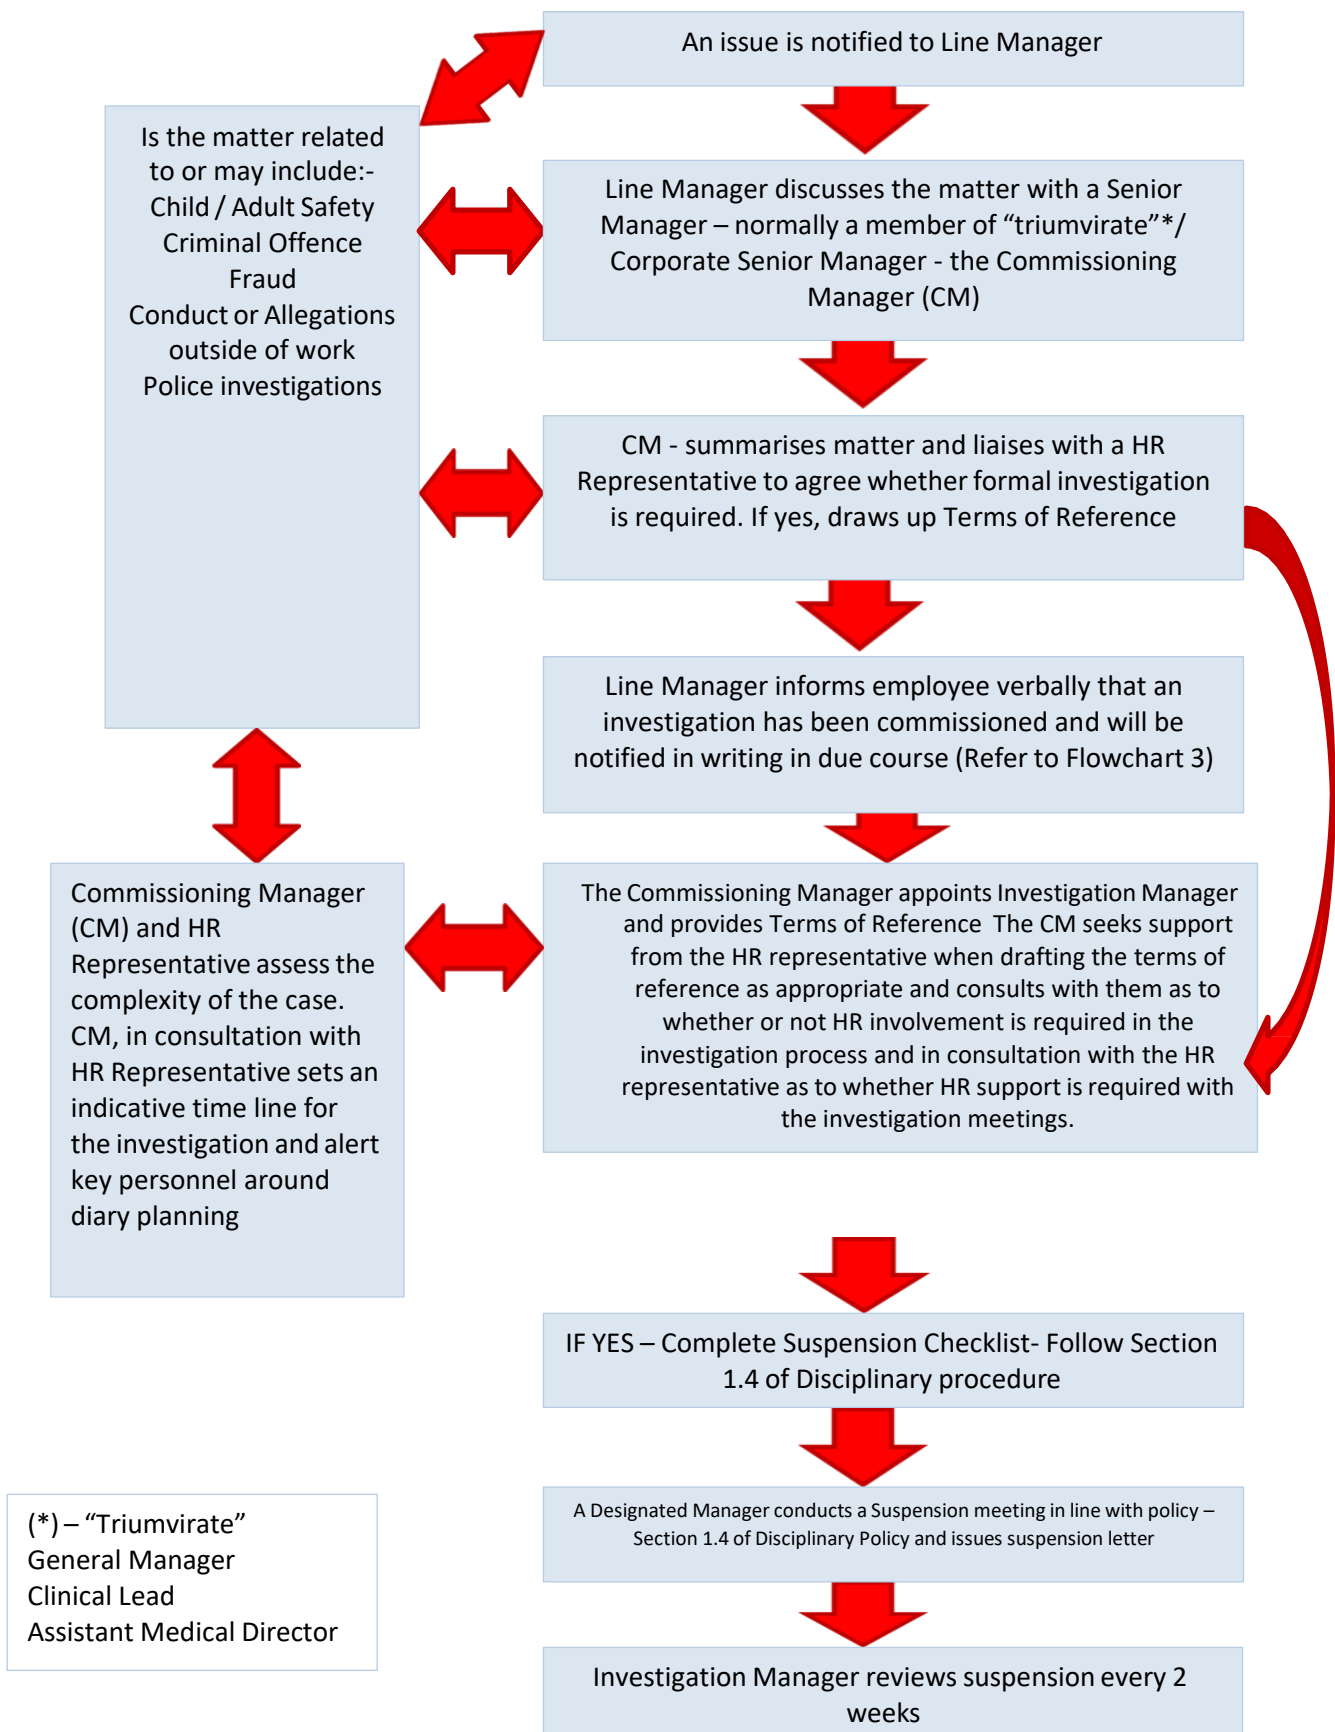 An issue is notified to Line Manager
Is the matter related
to or may include:-
Child / Adult Safety
Criminal Offence
Fraud
Conduct or Allegations
outside of work
Police investigations
Line Manager discusses the matter with a Senior
Manager – normally a member of “triumvirate”*/
Corporate Senior Manager - the Commissioning
Manager (CM)
CM - summarises matter and liaises with a HR
Representative to agree whether formal investigation
is required. If yes, draws up Terms of Reference
Line Manager informs employee verbally that an
investigation has been commissioned and will be
notified in writing in due course (Refer to Flowchart 3)
Commissioning Manager
(CM) and HR
Representative assess the
complexity of the case.
CM, in consultation with
HR Representative sets an
indicative time line for
the investigation and alert
key personnel around
diary planning
The Commissioning Manager appoints Investigation Manager
and provides Terms of Reference The CM seeks support
from the HR representative when drafting the terms of
reference as appropriate and consults with them as to
whether or not HR involvement is required in the
investigation process and in consultation with the HR
representative as to whether HR support is required with
the investigation meetings.
IF YES – Complete Suspension Checklist- Follow Section
1.4 of Disciplinary procedure
A Designated Manager conducts a Suspension meeting in line with policy –
Section 1.4 of Disciplinary Policy and issues suspension letter
(*) – “Triumvirate”
General Manager
Clinical Lead
Assistant Medical Director
Investigation Manager reviews suspension every 2
weeks